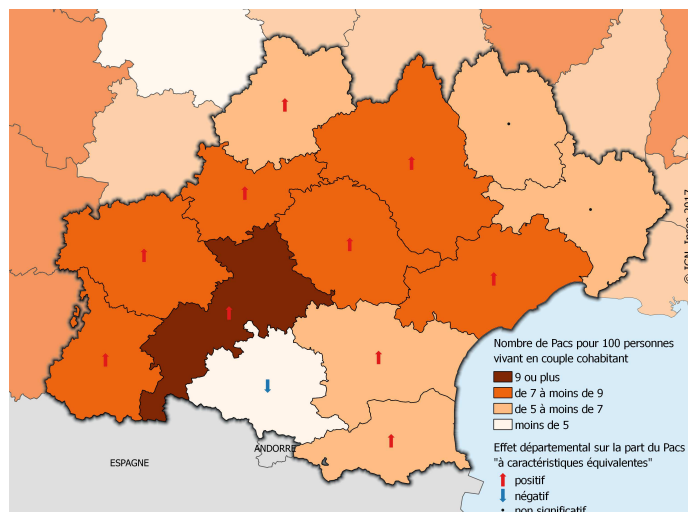 © IGN-Insee 2017
Nombre de Pacs pour 100 personnes
vivant en couple cohabitant
9 ou plus
de 7 à moins de 9
de 5 à moins de 7
moins de 5
Effet départemental sur la part du Pacs
"à caractéristiques équivalentes"
positif
négatif
non significatif
ESPAGNE
ANDORRE